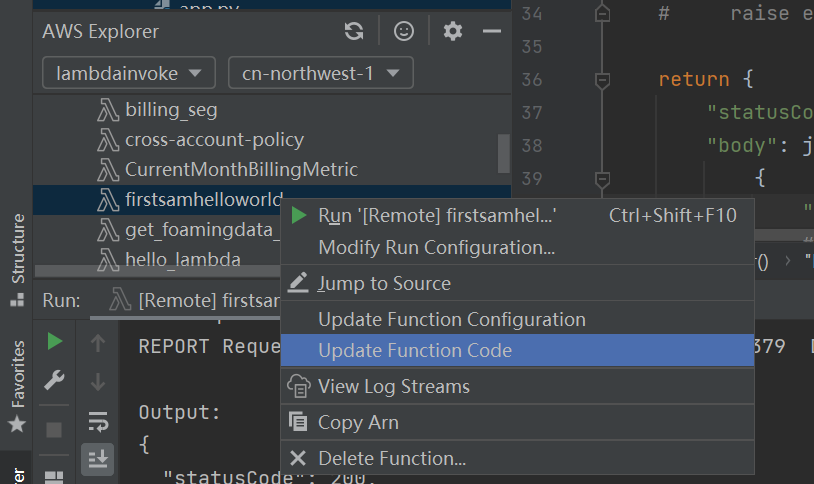 app.py
AWS Explorer
lambdainvoke
cn-northwest-1
billing_seg
cross-account-policy
CurrentMonthBillingMetric
firstsamhelloworld
get_foamingdata_
hello_lambda
Run '[Remote] firstsamhel...' Ctrl+Shift+F10
Modify Run Configuration...
Jump to Source
Update Function Configuration
Update Function Code
View Log Streams
Copy Arn
Delete Function...
Run: [Remote] firstsar
REPORT Reque
379
Output:
{
"statusCode": 200,
Structure
Favorites
rer
34 # raise e
35
36 return {
37 "statusCo
38 "body": j
39 {
"
#
r() › "